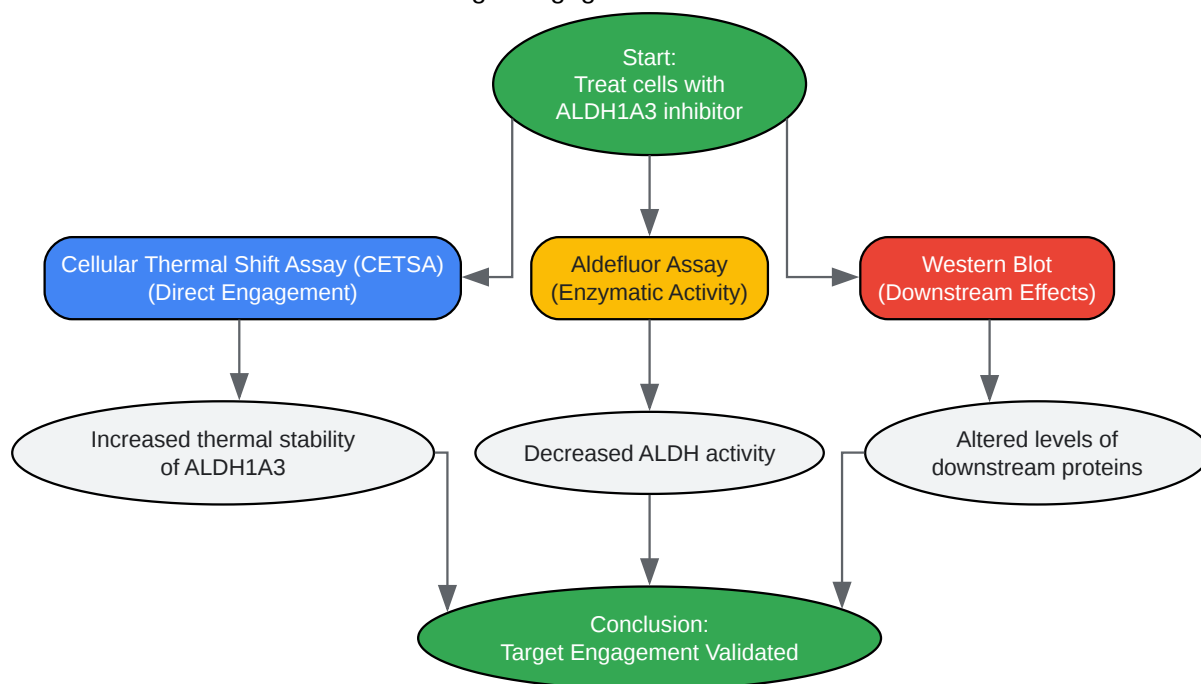 Start:
Treat cells with
ALDH1A3 inhibitor
Cellular Thermal Shift Assay (CETSA)
(Direct Engagement)
Aldefluor Assay
(Enzymatic Activity)
Western Blot
(Downstream Effects)
Increased thermal stability
of ALDH1A3
Decreased ALDH activity
Altered levels of
downstream proteins
Conclusion:
Target Engagement Validated